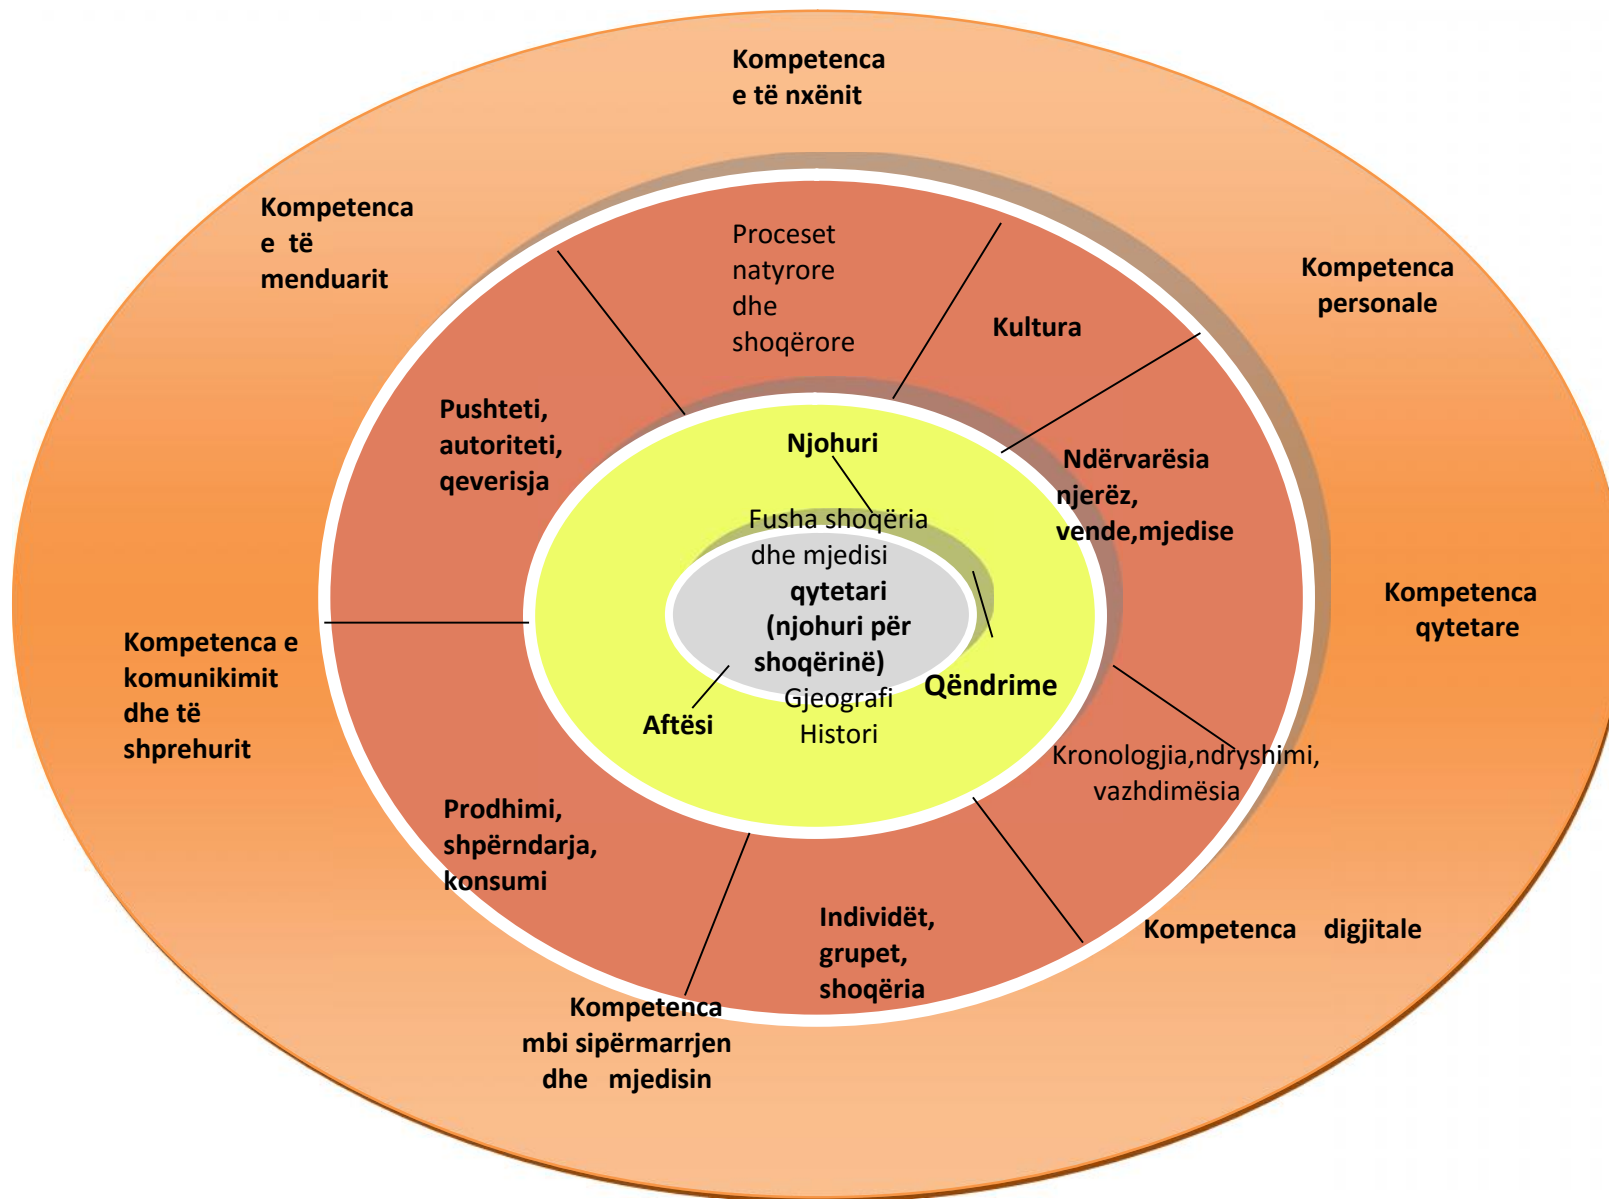 Kompetenca
e të nxënit
Kompetenca
e të
menduarit
Kompetenca
personale
Proceset
natyrore
dhe
shoqërore
Kultura
Pushteti,
autoriteti,
qeverisja
Njohuri
Ndërvarësia
njerëz,
vende,mjedise
Fusha shoqëria
dhe mjedisi
qytetari
(njohuri për
shoqërinë)
Gjeografi
Histori
Kompetenca
qytetare
Kompetenca e
komunikimit
dhe të
shprehurit
Aftësi
Qëndrime
Kronologjia,ndryshimi,
vazhdimësia
Prodhimi,
shpërndarja,
konsumi
Individët,
grupet,
shoqëria
Kompetenca digjitale
Kompetenca
mbi sipërmarrjen
dhe mjedisin